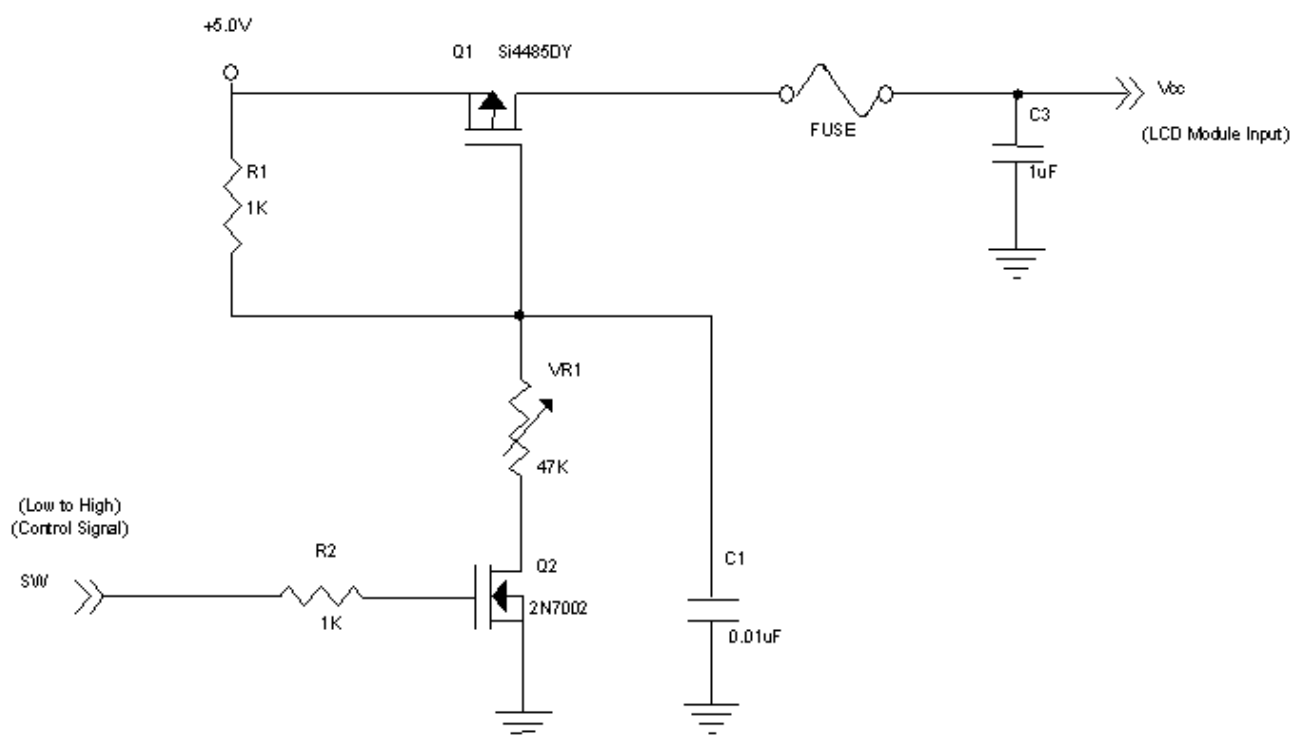 +5.0V
Q1 Si4485DY
Vcc
FUSE
C3
(LCD Module Input)
R1
1uF
1K
VR1
47K
(Low to High)
(Control Signal)
R2
Q2
C1
SW
2N7002
1K
0.01uF